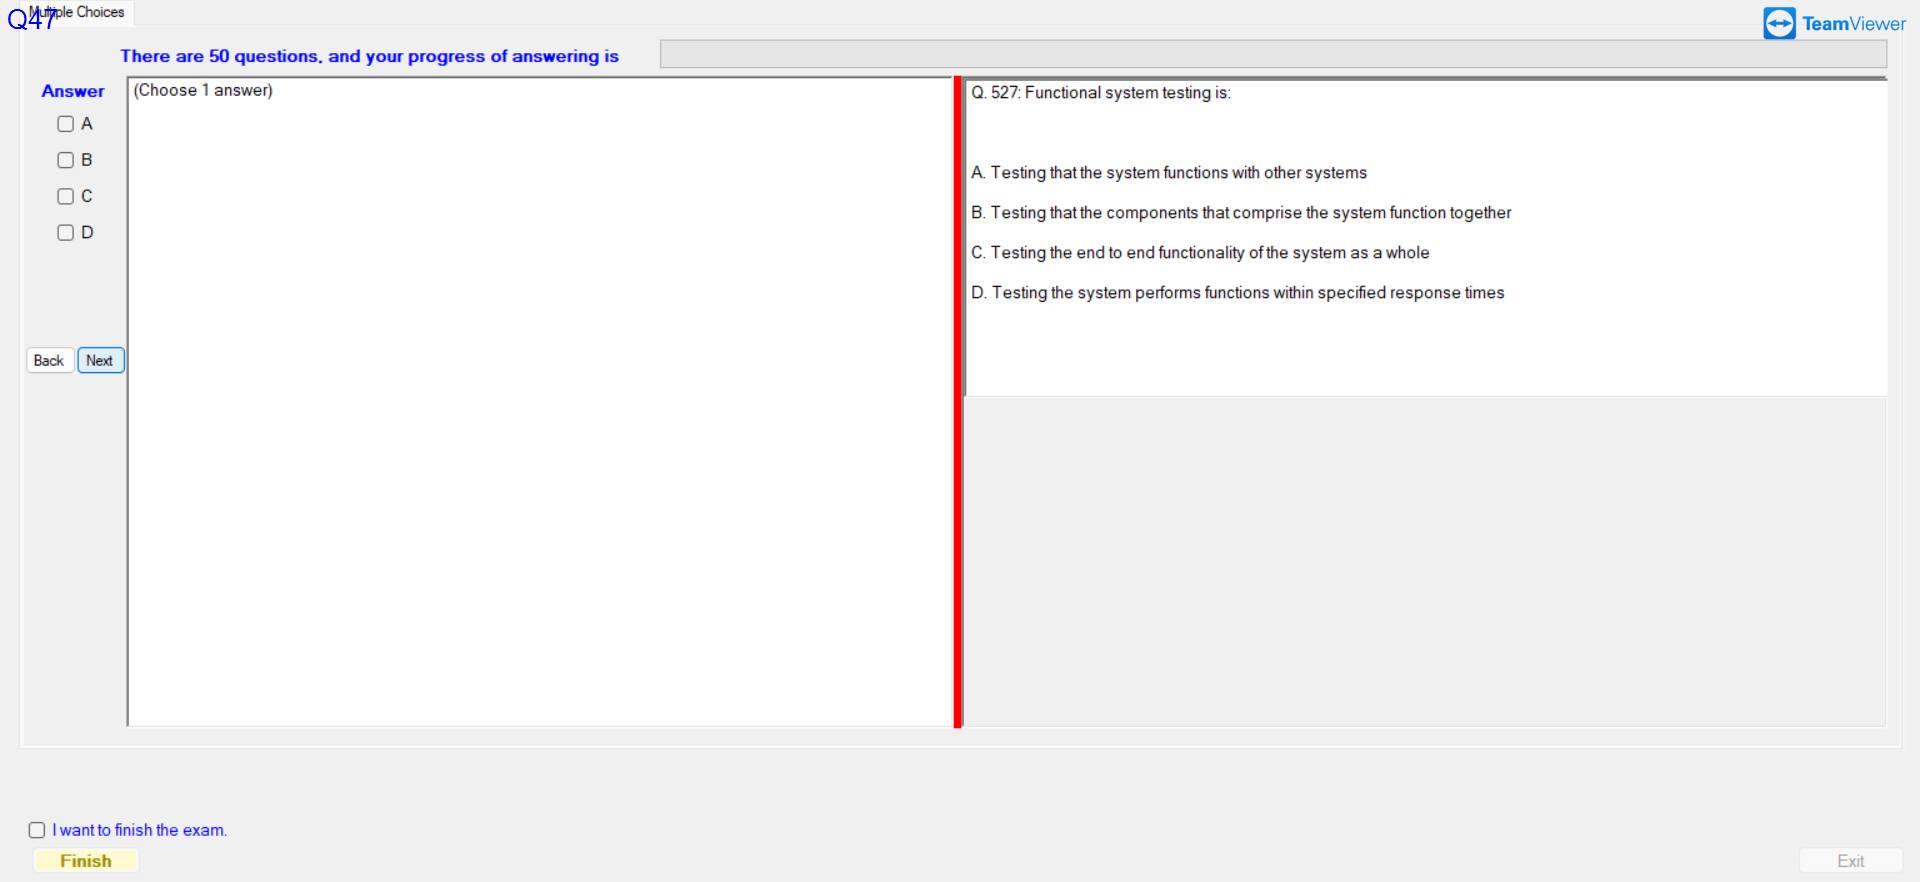 Multiple Choices
Q47
TeamViewer
There are 50 questions, and your progress of answering is
Answer
(Choose 1 answer)
A
B
C
D
Back
Next
Q. 527: Functional system testing is:
A. Testing that the system functions with other systems
B. Testing that the components that comprise the system function together
C. Testing the end to end functionality of the system as a whole
D. Testing the system performs functions within specified response times
I want to finish the exam.
Finish
Exit